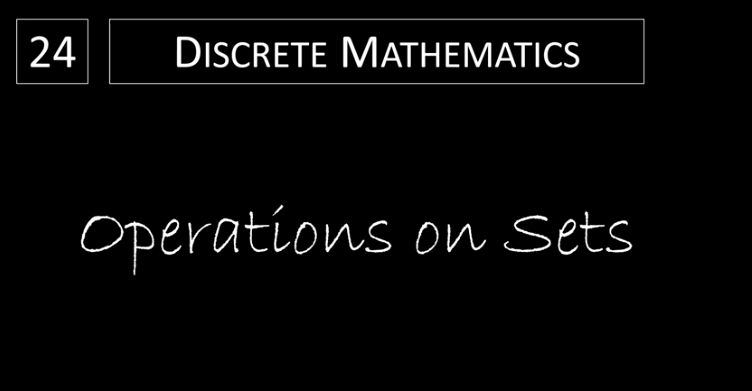 24 DISCRETE MATHEMATICS
Operations on Sets